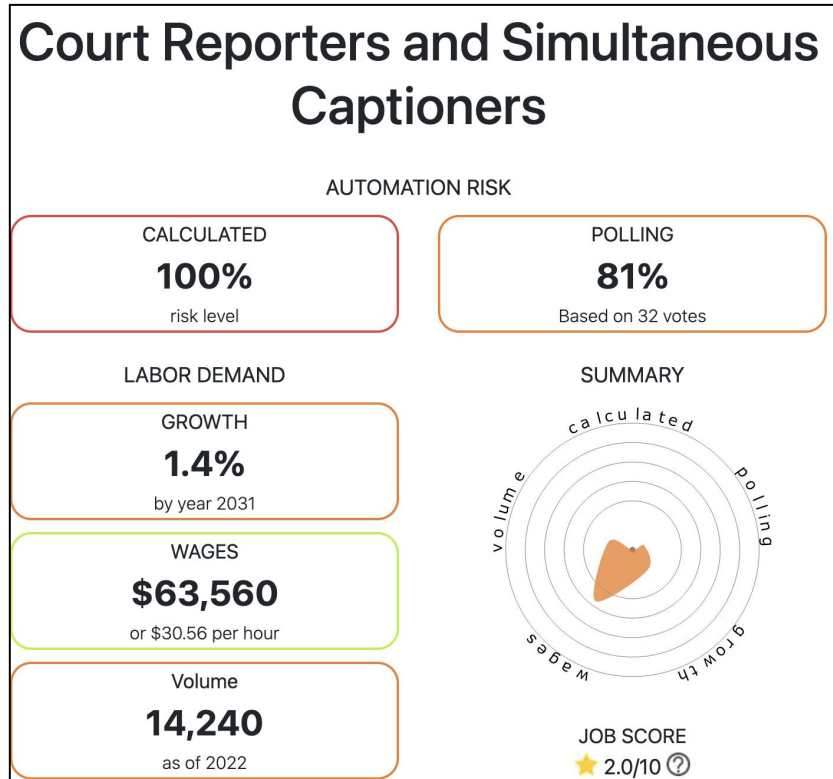 Court Reporters and Simultaneous
Captioners
AUTOMATION RISK
CALCULATED
100%
risk level
POLLING
81%
Based on 32 votes
LABOR DEMAND
GROWTH
1.4%
by year 2031
WAGES
$63,560
or $30.56 per hour
Volume
14,240
as of 2022
SUMMARY
calculated
polling
growth
wages
volume
JOB SCORE
⭐ 2.0/10 ?